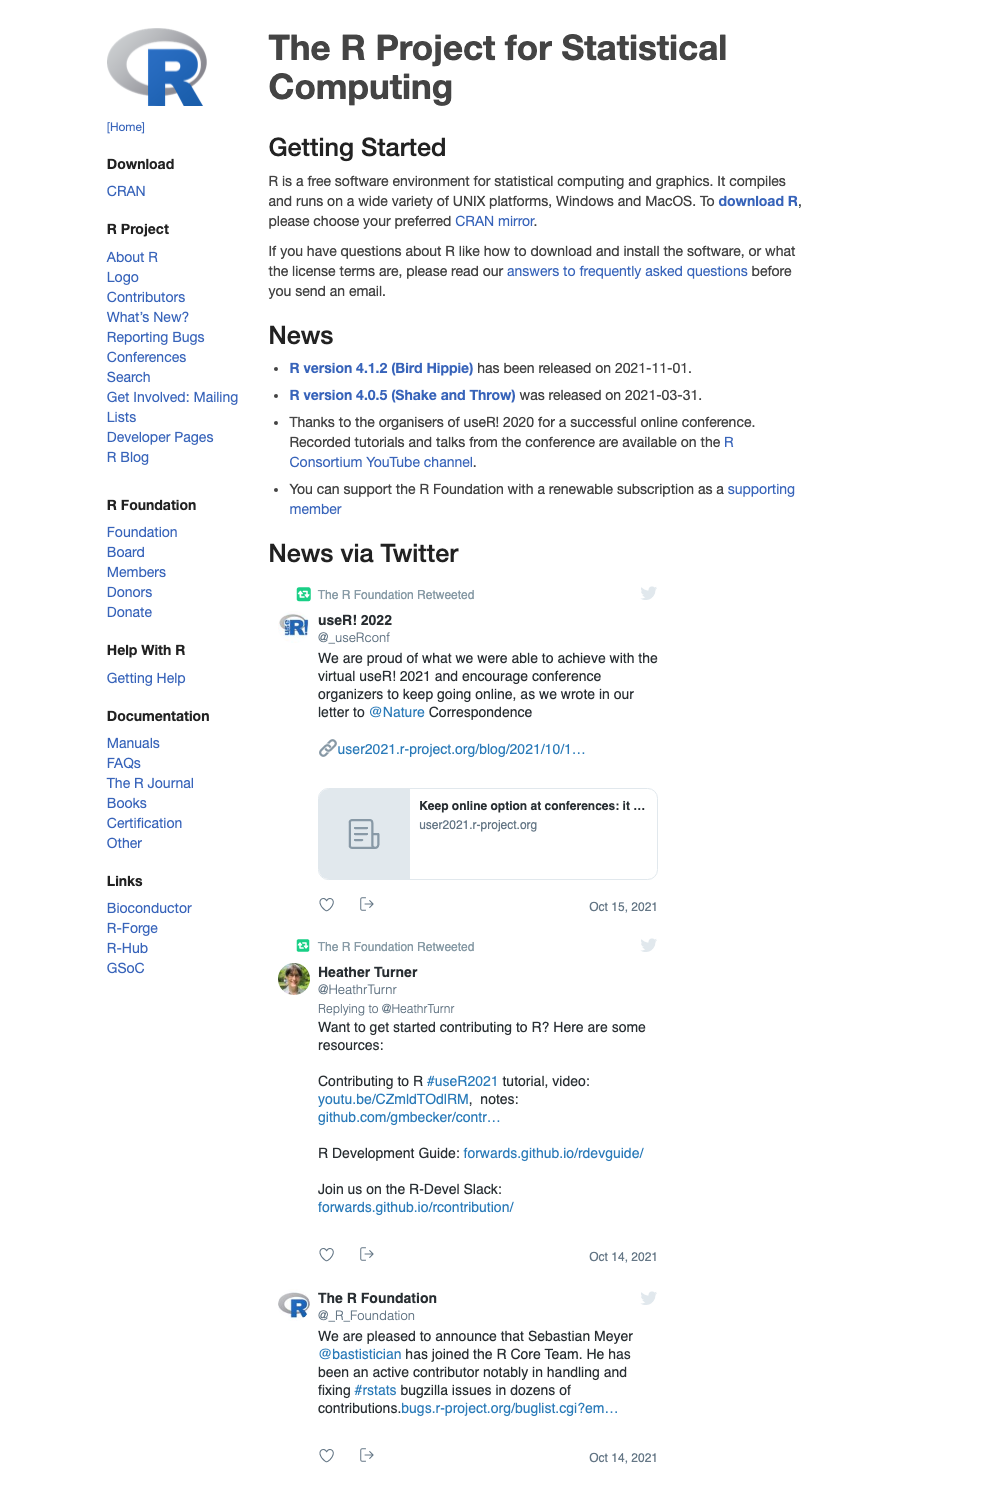 R
[Home]
Download
CRAN
R Project
About R
Logo
Contributors
What's New?
Reporting Bugs
Conferences
Search
Get Involved: Mailing
Lists
Developer Pages
R Blog
R Foundation
Foundation
Board
Members
Donors
Donate
Help With R
Getting Help
Documentation
Manuals
FAQs
The R Journal
Books
Certification
Other
Links
Bioconductor
R-Forge
R-Hub
GSoC
The R Project for Statistical
Computing
Getting Started
R is a free software environment for statistical computing and graphics. It compiles
and runs on a wide variety of UNIX platforms, Windows and MacOS. To download R,
please choose your preferred CRAN mirror.
If you have questions about R like how to download and install the software, or what
the license terms are, please read our answers to frequently asked questions before
you send an email.
News
• R version 4.1.2 (Bird Hippie) has been released on 2021-11-01.
• R version 4.0.5 (Shake and Throw) was released on 2021-03-31.
• Thanks to the organisers of useR! 2020 for a successful online conference.
Recorded tutorials and talks from the conference are available on the R
Consortium YouTube channel.
• You can support the R Foundation with a renewable subscription as a supporting
member
News via Twitter
The R Foundation Retweeted
useR! 2022
@_useRconf
We are proud of what we were able to achieve with the
virtual useR! 2021 and encourage conference
organizers to keep going online, as we wrote in our
letter to @Nature Correspondence
user2021.r-project.org/blog/2021/10/1…
Keep online option at conferences: it ...
user2021.r-project.org
Oct 15, 2021
The R Foundation Retweeted
Heather Turner
@HeathrTurnr
Replying to @HeathrTurnr
Want to get started contributing to R? Here are some
resources:
Contributing to R #useR2021 tutorial, video:
youtu.be/CZmldTOdlRM, notes:
github.com/gmbecker/contr…
R Development Guide: forwards.github.io/rdevguide/
Join us on the R-Devel Slack:
forwards.github.io/rcontribution/
Oct 14, 2021
The R Foundation
@_R_Foundation
We are pleased to announce that Sebastian Meyer
@bastistician has joined the R Core Team. He has
been an active contributor notably in handling and
fixing #rstats bugzilla issues in dozens of
contributions.bugs.r-project.org/buglist.cgi?em…
Oct 14, 2021